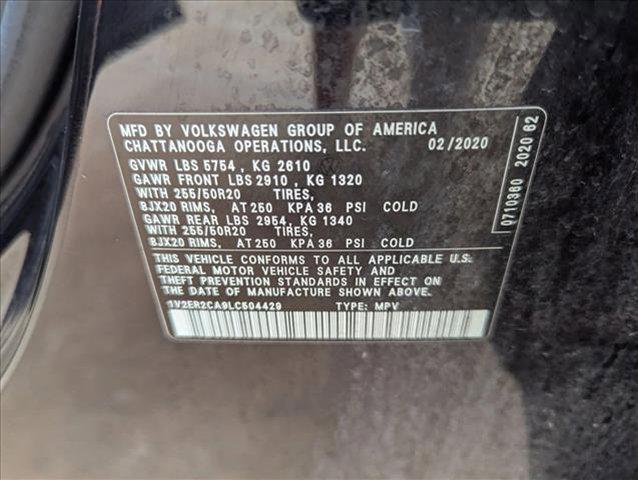 MFD BY VOLKSWAGEN GROUP OF AMERICA
CHATTANOOGA OPERATIONS, LLC. 02/2020
GVWR LBS 5754 , KG 2610
GAWR FRONT LBS 2910 , KG 1320
WITH 255/50R20 TIRES,
8JX20 RIMS, AT 250 KPA 36 PSI COLD
GAWR REAR LBS 2954, KG 1340
WITH 255/50R20 TIRES,
8JX20 RIMS, AT 250 KPA 36 PSI COLD
THIS VEHICLE CONFORMS TO ALL APPLICABLE U.S.
FEDERAL MOTOR VEHICLE SAFETY AND
THEFT PREVENTION STANDARDS IN EFFECT ON
THE DATE OF MANUFACTURE SHOWN ABOVE.
1V2ER2CA9LC504429 TYPE: MPV
0710360 2020 62